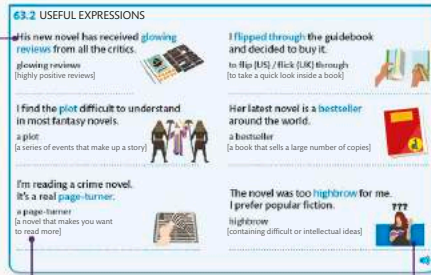 63.2 USEFUL EXPRESSIONS
His new novel has received glowing
reviews from all the critics.
glowing reviews
[highly positive reviews]
I find the plot difficult to understand
in most fantasy novels.
a plot
[a series of events that make up a story]
I'm reading a crime novel.
It's a real page-turner.
a page-turner
[a novel that makes you want
to read more]
I flipped through the guidebook
and decided to buy it.
to flip (US) / flick (UK) through
[to take a quick look inside a book]
Her latest novel is a bestseller
around the world.
a bestseller
[a book that sells a large number of copies]
The novel was too highbrow for me.
I prefer popular fiction.
highbrow
[containing difficult or intellectual ideas]
???